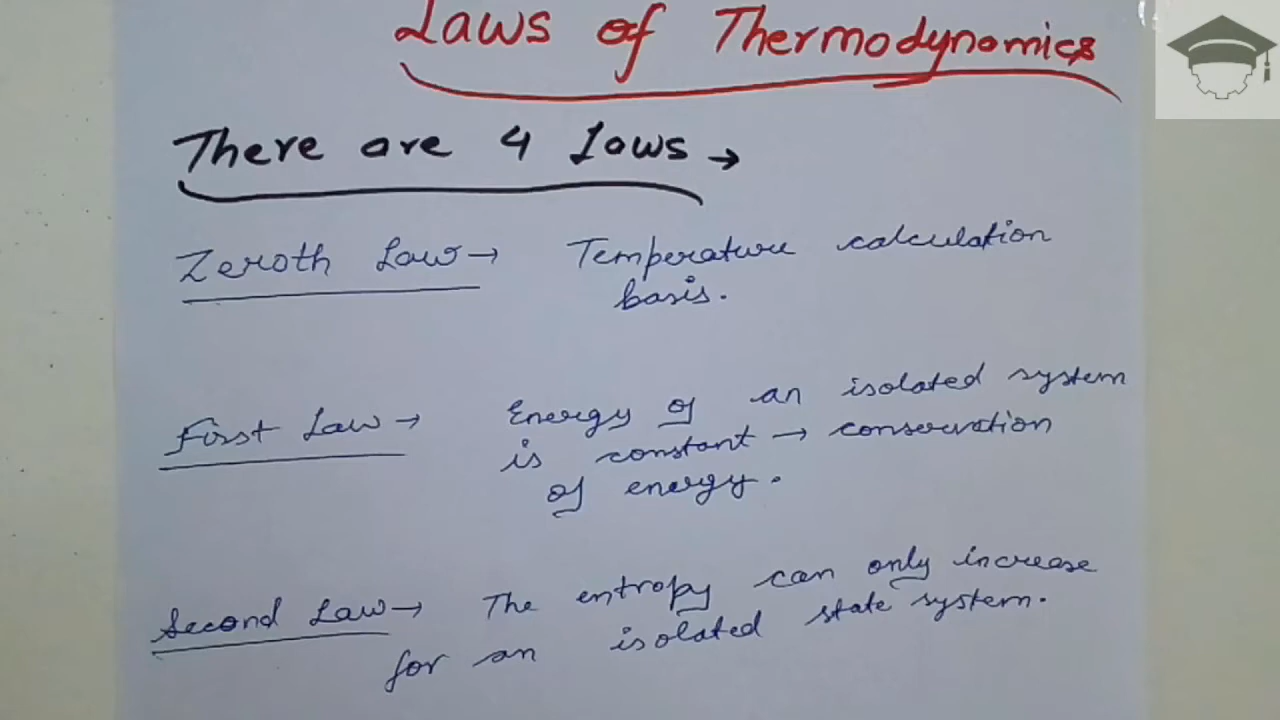 Laws of Thermodynamics
There are 4 laws →
Zeroth Law → Temperature calculation
basis.
First Law → Energy of an isolated system
is constant → conservation
of energy.
Second Law → The entropy can only increase
for an isolated state system.